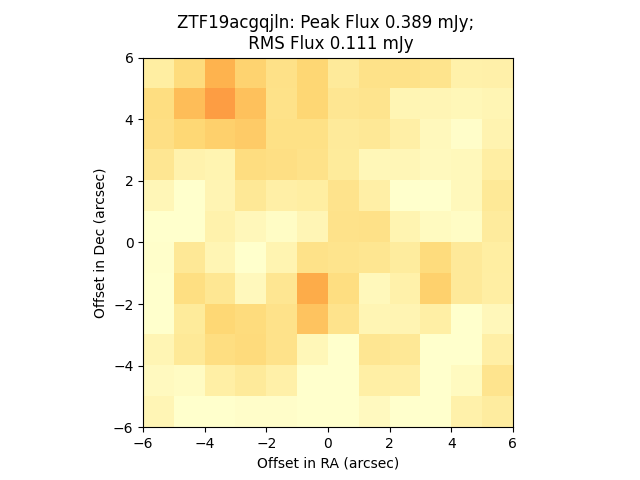 ZTF19acgqjln: Peak Flux 0.389 mJy;
RMS Flux 0.111 mJy
6
4
2
0
−2
−4
−6
Offset in Dec (arcsec)
−6 −4 −2 0 2 4 6
Offset in RA (arcsec)